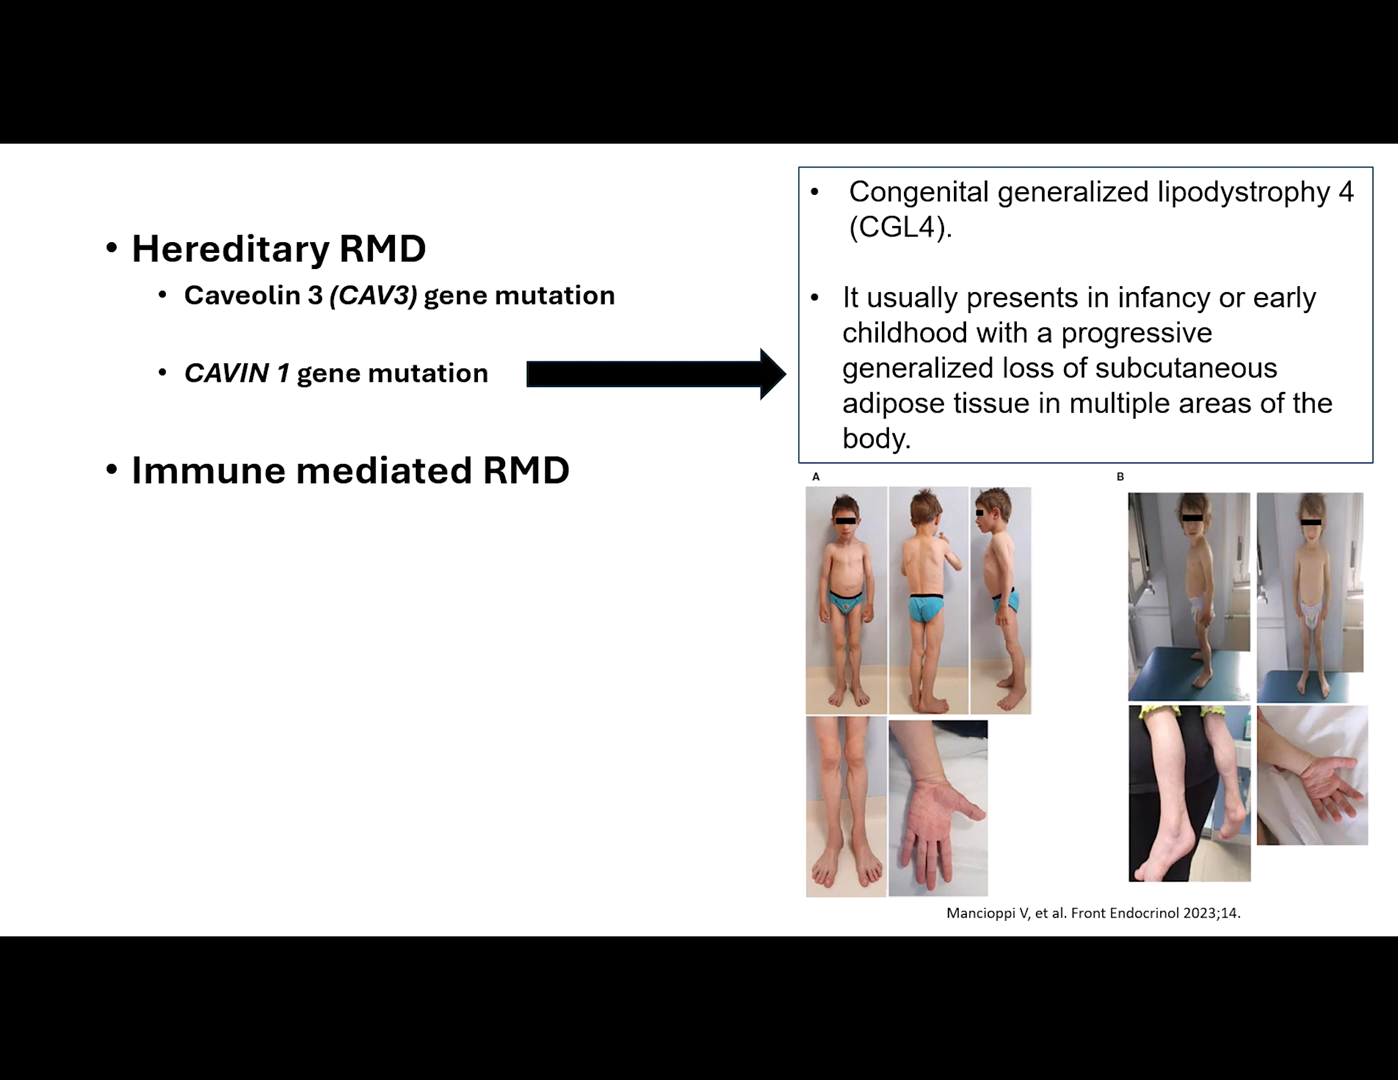 • Hereditary RMD
• Caveolin 3 (CAV3) gene mutation
• CAVIN 1 gene mutation
• Immune mediated RMD
• Congenital generalized lipodystrophy 4
(CGL4).
• It usually presents in infancy or early
childhood with a progressive
generalized loss of subcutaneous
adipose tissue in multiple areas of the
body.
A
B
Mancioppi V, et al. Front Endocrinol 2023;14.